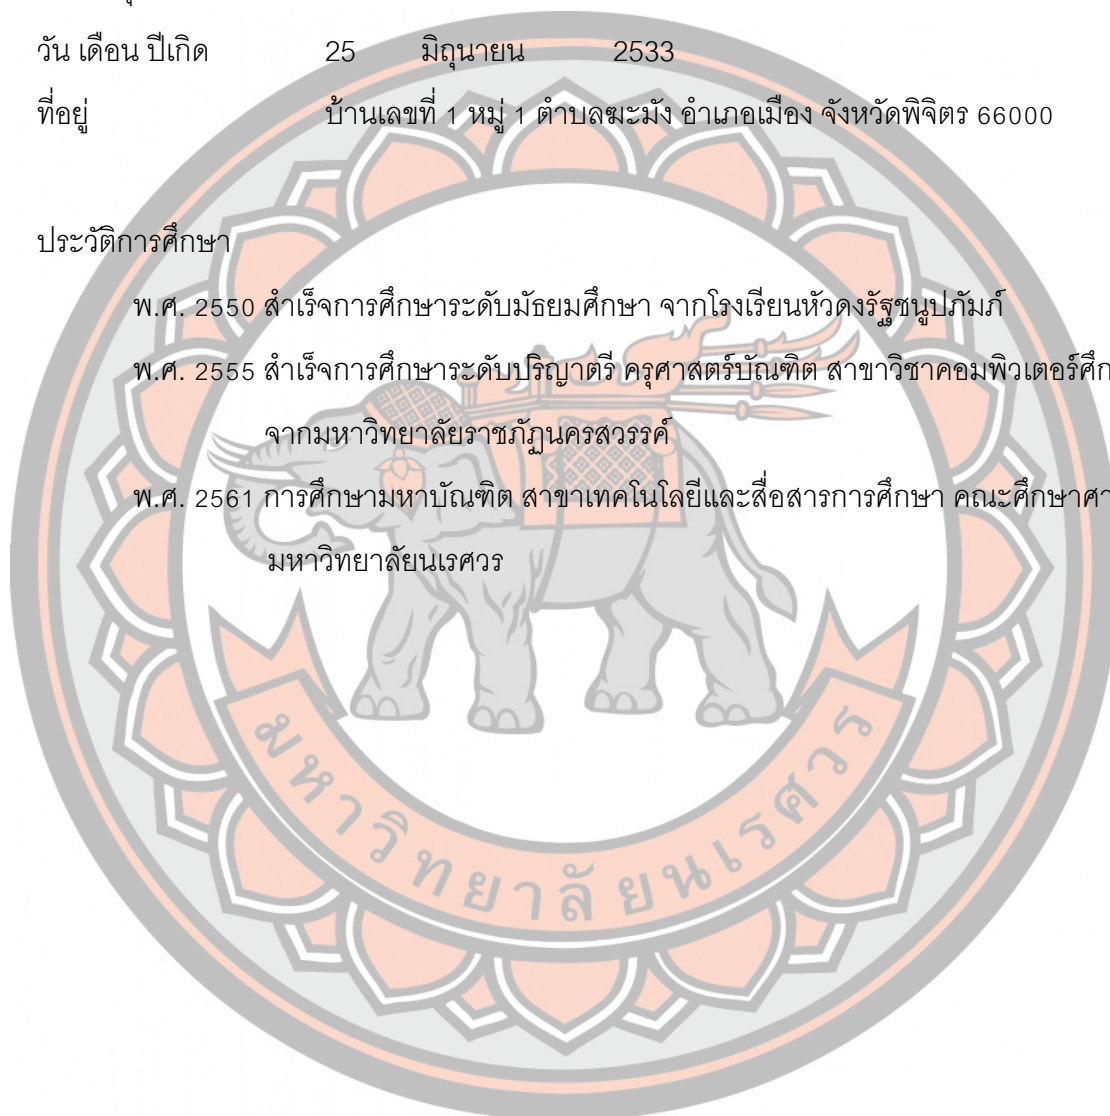 วัน เดือน ปีเกิด 25 มิถุนายน 2533
ที่อยู่ บ้านเลขที่ 1 หมู่ 1 ตำบลฆะมัง อำเภอเมือง จังหวัดพิจิตร 66000
ประวัติการศึกษา
พ.ศ. 2550 สำเร็จการศึกษาระดับมัธยมศึกษา จากโรงเรียนหัวดงรัฐชนูปภัมภ์
พ.ศ. 2555 สำเร็จการศึกษาระดับปริญาตรี ครุศาสตร์บัณฑิต สาขาวิชาคอมพิวเตอร์ศึก
จากมหาวิทยาลัยราชภัฏนครสวรรค์
พ.ศ. 2561 การศึกษามหาบัณฑิต สาขาเทคโนโลยีและสื่อสารการศึกษา คณะศึกษาศา
มหาวิทยาลัยนเรศวร
มหาวิทยาลัยนเรศวร